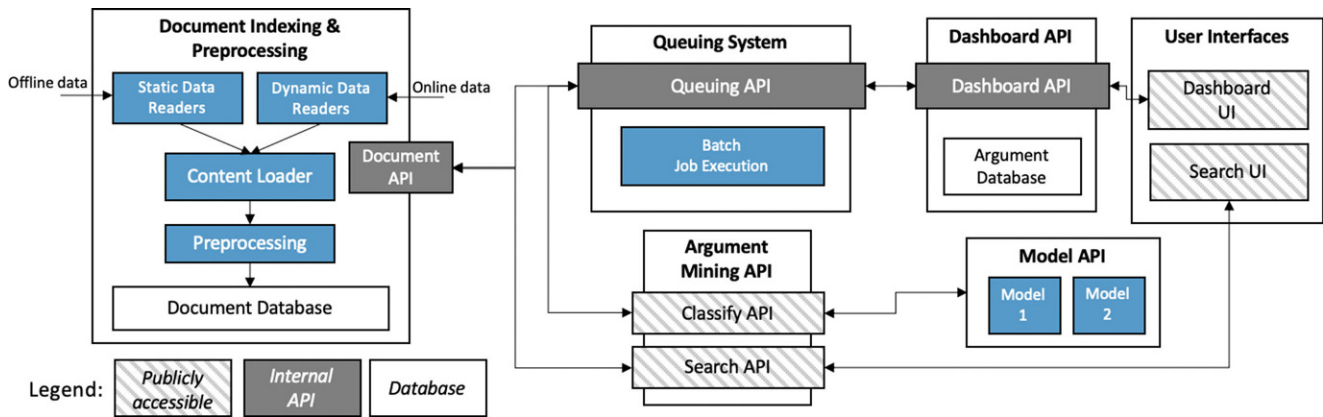 Document Indexing &
Preprocessing
Offline data
Static Data
Readers
Dynamic Data
Readers
Online data
Content Loader
Document
API
Preprocessing
Document Database
Queuing System
Queuing API
Batch
Job Execution
Dashboard API
Dashboard API
Argument
Database
User Interfaces
Dashboard
UI
Search UI
Argument
Mining API
Classify API
Search API
Model API
Model
1
Model
2
Legend:
Publicly
accessible
Internal
API
Database